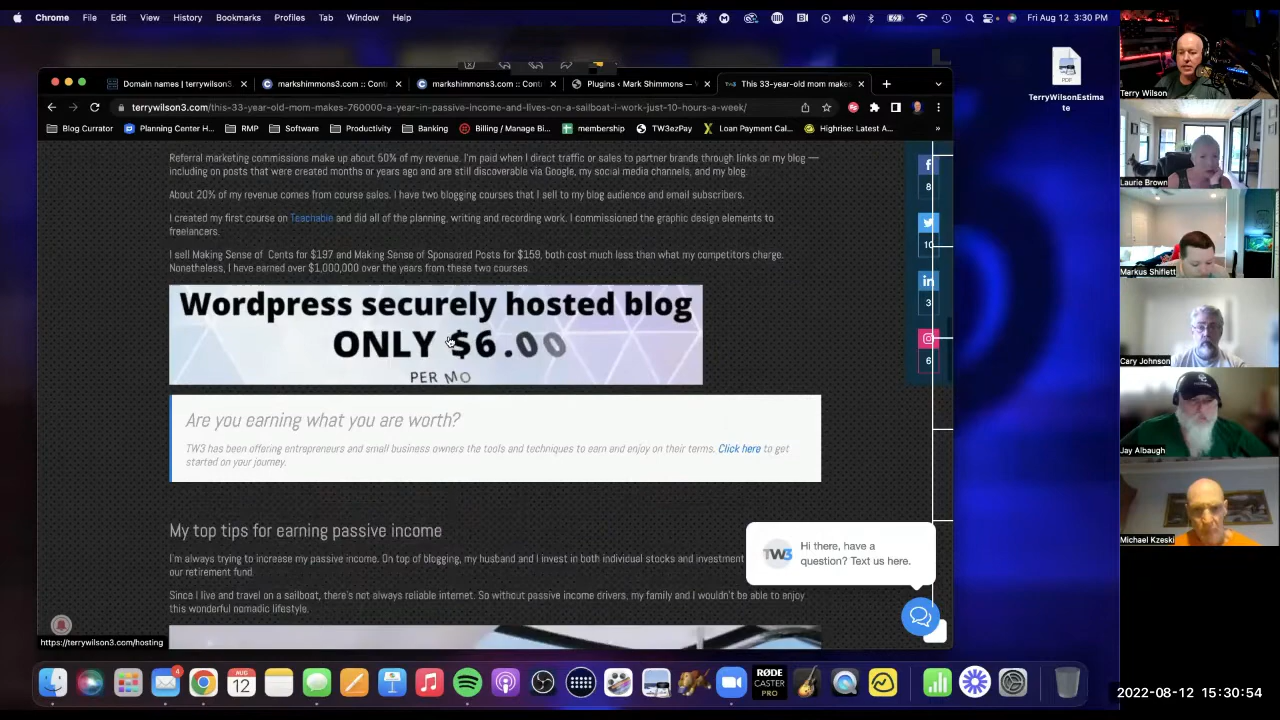 Chrome File Edit View History Bookmarks Profiles Tab Window Help
Fri Aug 12 3:30 PM
Domain names | terrywilson3.
markshimmons3.com :: Cont
markshimmons3.com :: Cont
Plugins ‹ Mark Shimmons —
This 33-year-old mom makes
terrywilson3.com/this-33-year-old-mom-makes-760000-a-year-in-passive-income-and-lives-on-a-sailboat-i-work-just-10-hours-a-week/
Blog Currator
Planning Center H...
RMP
Software
Productivity
Banking
Billing / Manage Bi...
membership
TW3ezPay
Loan Payment Cal...
Highrise: Latest A...
»
Referral marketing commissions make up about 50% of my revenue. I'm paid when I direct traffic or sales to partner brands through links on my blog —
including on posts that were created months or years ago and are still discoverable via Google, my social media channels, and my blog.
About 20% of my revenue comes from course sales. I have two blogging courses that I sell to my blog audience and email subscribers.
I created my first course on Teachable and did all of the planning, writing and recording work. I commissioned the graphic design elements to
freelancers.
I sell Making Sense of Cents for $197 and Making Sense of Sponsored Posts for $159, both cost much less than what my competitors charge.
Nonetheless, I have earned over $1,000,000 over the years from these two courses.
Wordpress securely hosted blog
ONLY $6.00
PER MO
Are you earning what you are worth?
TW3 has been offering entrepreneurs and small business owners the tools and techniques to earn and enjoy on their terms. Click here to get
started on your journey.
My top tips for earning passive income
I'm always trying to increase my passive income. On top of blogging, my husband and I invest in both individual stocks and investment
our retirement fund.
Since I live and travel on a sailboat, there's not always reliable internet. So without passive income drivers, my family and I wouldn't be able to enjoy
this wonderful nomadic lifestyle.
8
10
3
6
TW3
Hi there, have a
question? Text us here.
https://terrywilson3.com/hosting
PDF
TerryWilsonEstima
te
Terry Wilson
Laurie Brown
Markus Shiflett
Cary Johnson
Jay Albaugh
Michael Kzeski
4
AUG
12
RØDE
CASTER
PRO
2022-08-12 15:30:54